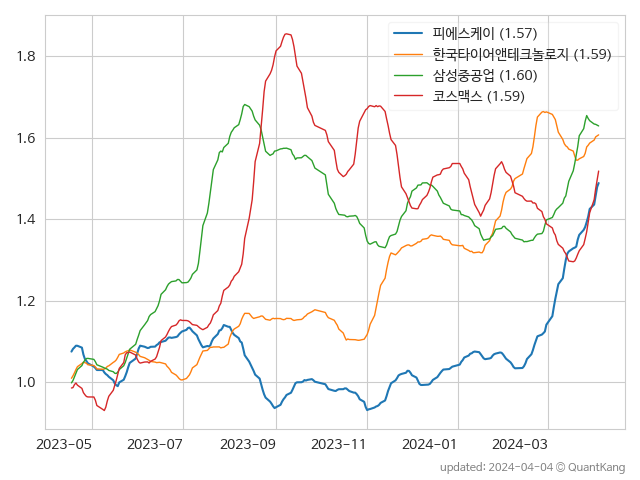 피에스케이 (1.57)
한국타이어앤테크놀로지 (1.59)
삼성중공업 (1.60)
코스맥스 (1.59)
1.8
1.6
1.4
1.2
1.0
2023-05 2023-07 2023-09 2023-11 2024-01 2024-03
updated: 2024-04-04 © QuantKang